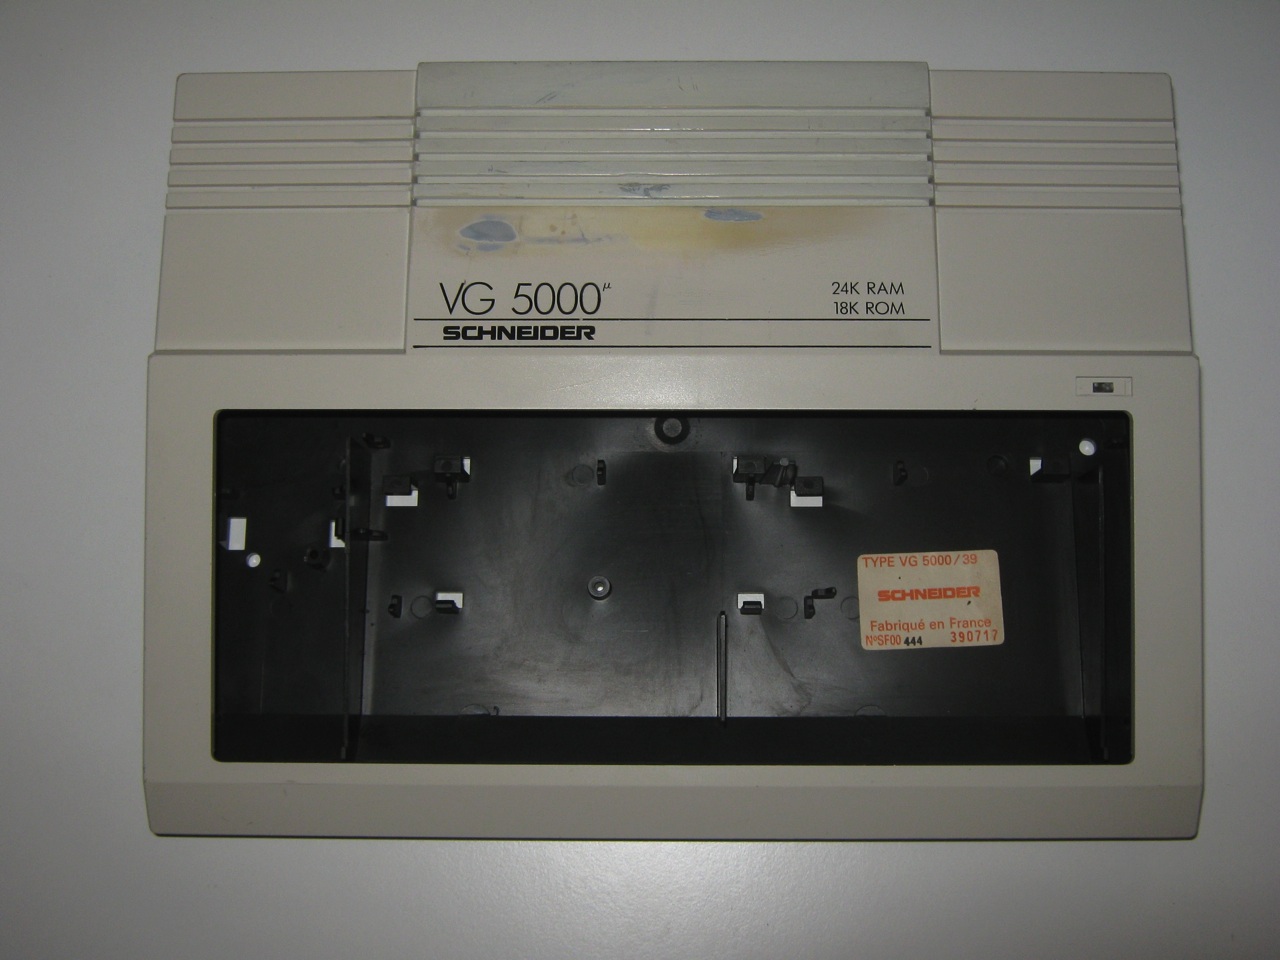 VG 5000μ
24K RAM
18K ROM
SCHNEIDER
TYPE VG 5000/39
SCHNEIDER
Fabriqué en France
NºSF00 444 390717